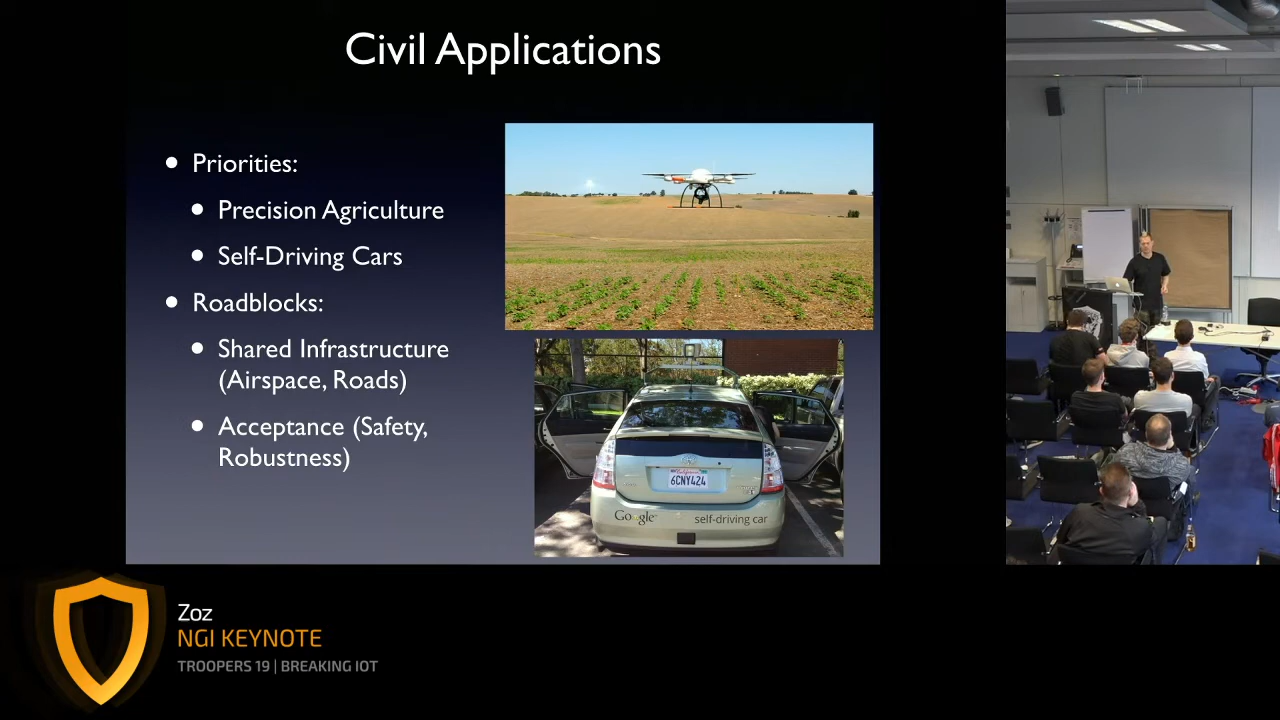 Civil Applications
Priorities:
Precision Agriculture
Self-Driving Cars
Roadblocks:
Shared Infrastructure
(Airspace, Roads)
Acceptance (Safety,
Robustness)
6CNY424
Google
self-driving car
Zoz
NGI KEYNOTE
TROOPERS 19 | BREAKING IOT